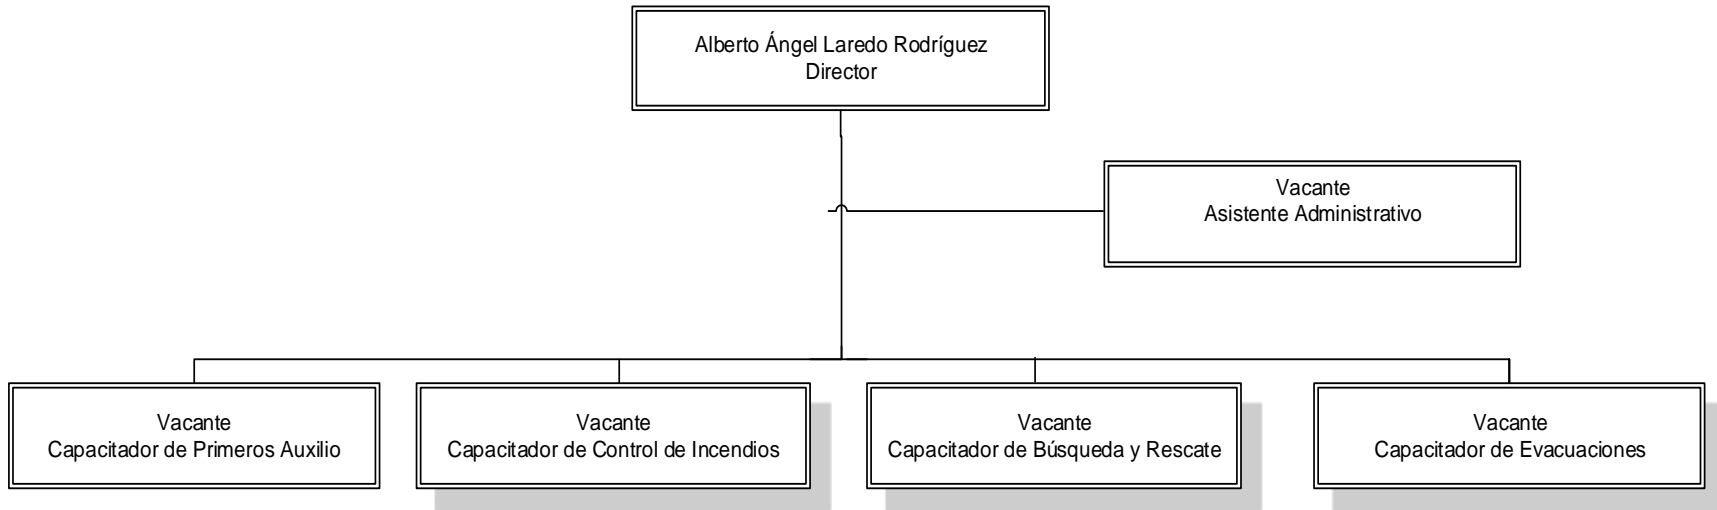 Alberto Ángel Laredo Rodríguez
Director
Vacante
Asistente Administrativo
Vacante
Capacitador de Primeros Auxilio
Vacante
Capacitador de Control de Incendios
Vacante
Capacitador de Búsqueda y Rescate
Vacante
Capacitador de Evacuaciones